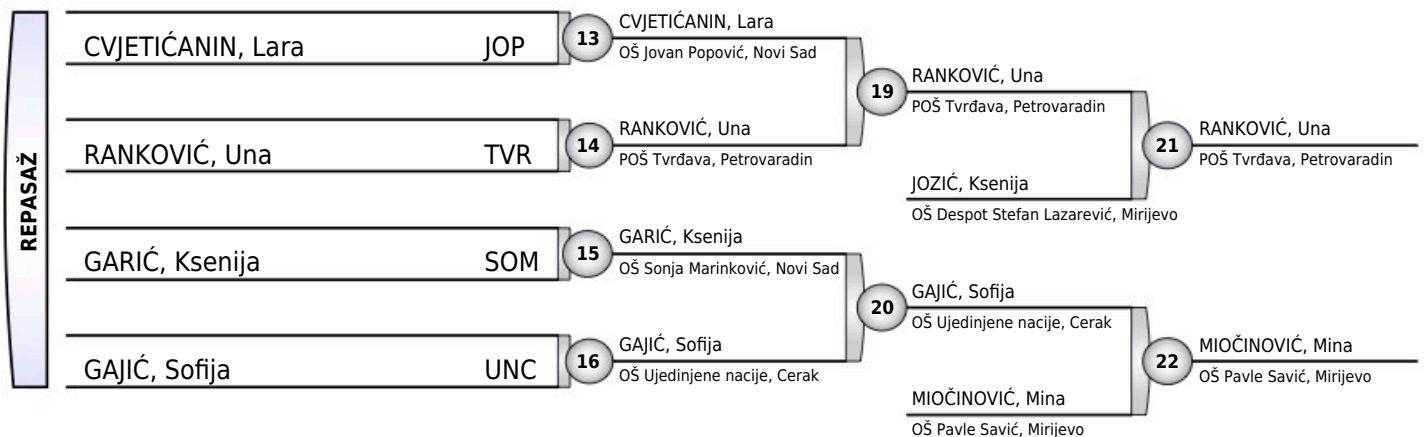 REPASAŽ
CVJETIĆANIN, Lara JOP
RANKOVIĆ, Una TVR
GARIĆ, Ksenija SOM
GAJIĆ, Sofija UNC
13
CVJETIĆANIN, Lara
OŠ Jovan Popović, Novi Sad
14
RANKOVIĆ, Una
POŠ Tvrđava, Petrovaradin
15
GARIĆ, Ksenija
OŠ Sonja Marinković, Novi Sad
16
GAJIĆ, Sofija
OŠ Ujedinjene nacije, Cerak
19
RANKOVIĆ, Una
POŠ Tvrđava, Petrovaradin
JOZIĆ, Ksenija
OŠ Despot Stefan Lazarević, Mirijevo
20
GAJIĆ, Sofija
OŠ Ujedinjene nacije, Cerak
MIOČINOVIĆ, Mina
OŠ Pavle Savić, Mirijevo
21
RANKOVIĆ, Una
POŠ Tvrđava, Petrovaradin
22
MIOČINOVIĆ, Mina
OŠ Pavle Savić, Mirijevo